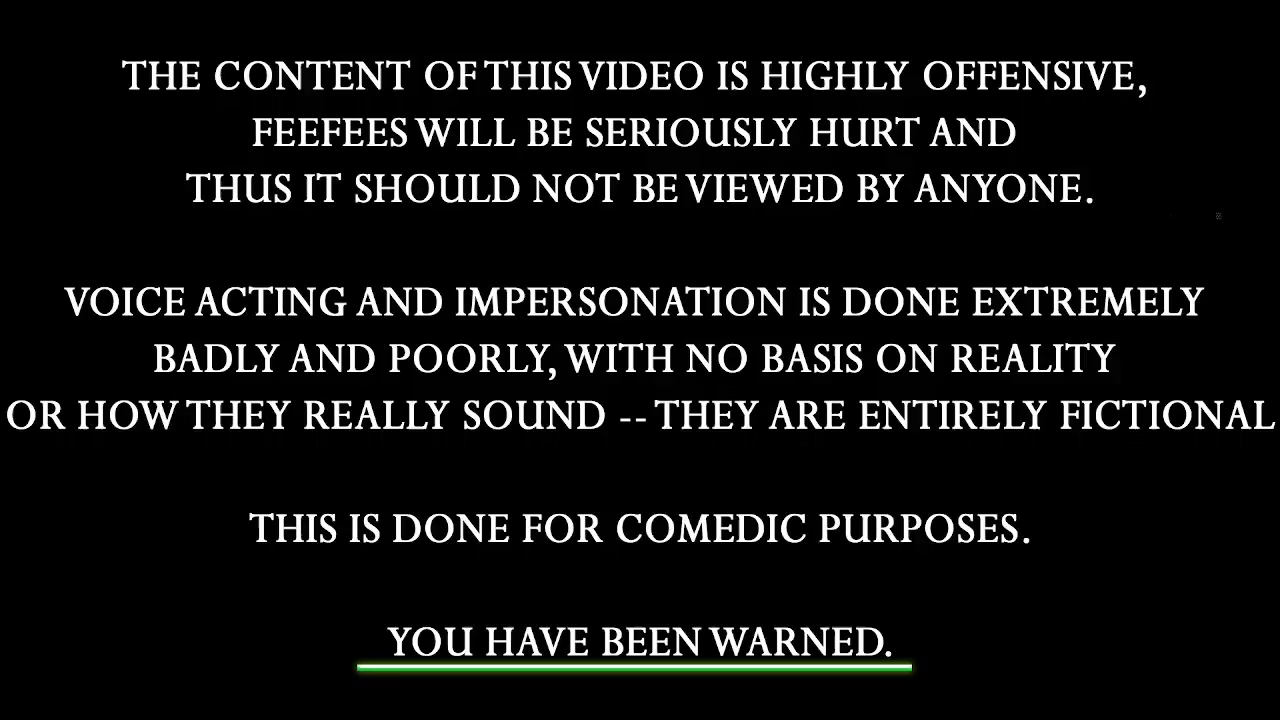 THE CONTENT OF THIS VIDEO IS HIGHLY OFFENSIVE,
FEEFEES WILL BE SERIOUSLY HURT AND
THUS IT SHOULD NOT BE VIEWED BY ANYONE.
VOICE ACTING AND IMPERSONATION IS DONE EXTREMELY
BADLY AND POORLY, WITH NO BASIS ON REALITY
OR HOW THEY REALLY SOUND -- THEY ARE ENTIRELY FICTIONAL
THIS IS DONE FOR COMEDIC PURPOSES.
YOU HAVE BEEN WARNED.